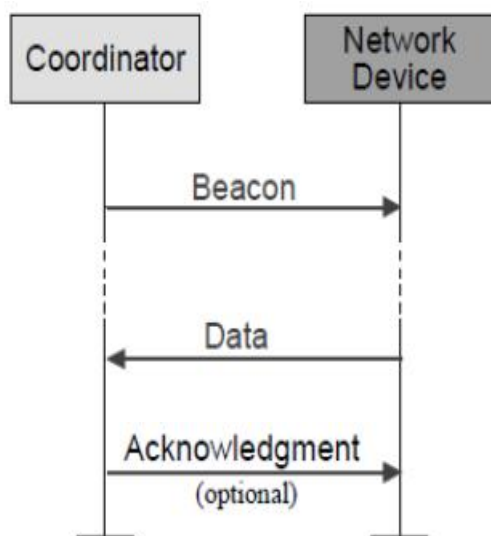 Coordinator
Network
Device
Beacon
Data
Acknowledgment
(optional)